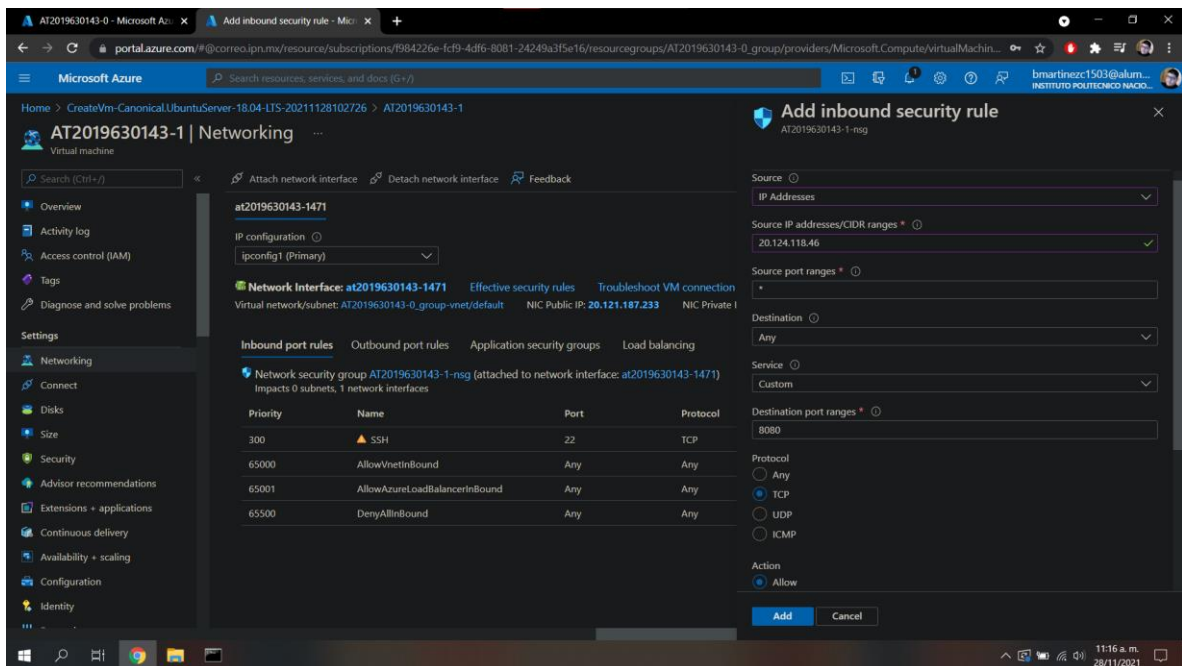 AT2019630143-0 - Microsoft Azu
Add inbound security rule - Micr
portal.azure.com/#@correo.ipn.mx/resource/subscriptions/f984226e-fcf9-4df6-8081-24249a3f5e16/resourcegroups/AT2019630143-0_group/providers/Microsoft.Compute/virtualMachin...
Microsoft Azure
Search resources, services, and docs (G+/)
bmartinezc1503@alum...
INSTITUTO POLITECNICO NACIO...
Home > CreateVm-Canonical.UbuntuServer-18.04-LTS-20211128102726 > AT2019630143-1
AT2019630143-1 | Networking ...
Virtual machine
Search (Ctrl+/)
Overview
Activity log
Access control (IAM)
Tags
Diagnose and solve problems
Settings
Networking
Connect
Disks
Size
Security
Advisor recommendations
Extensions + applications
Continuous delivery
Availability + scaling
Configuration
Identity
Attach network interface Detach network interface Feedback
at2019630143-1471
IP configuration
ipconfig1 (Primary)
Network Interface: at2019630143-1471 Effective security rules Troubleshoot VM connection
Virtual network/subnet: AT2019630143-0_group-vnet/default NIC Public IP: 20.121.187.233 NIC Private I
Inbound port rules Outbound port rules Application security groups Load balancing
Network security group AT2019630143-1-nsg (attached to network interface: at2019630143-1471)
Impacts 0 subnets, 1 network interfaces
Priority Name Port Protocol
300 SSH 22 TCP
65000 AllowVnetInBound Any Any
65001 AllowAzureLoadBalancerInBound Any Any
65500 DenyAllInBound Any Any
Add inbound security rule
AT2019630143-1-nsg
Source
IP Addresses
Source IP addresses/CIDR ranges *
20.124.118.46
Source port ranges *
*
Destination
Any
Service
Custom
Destination port ranges *
8080
Protocol
Any
TCP
UDP
ICMP
Action
Allow
Add Cancel
11:16 a. m.
28/11/2021